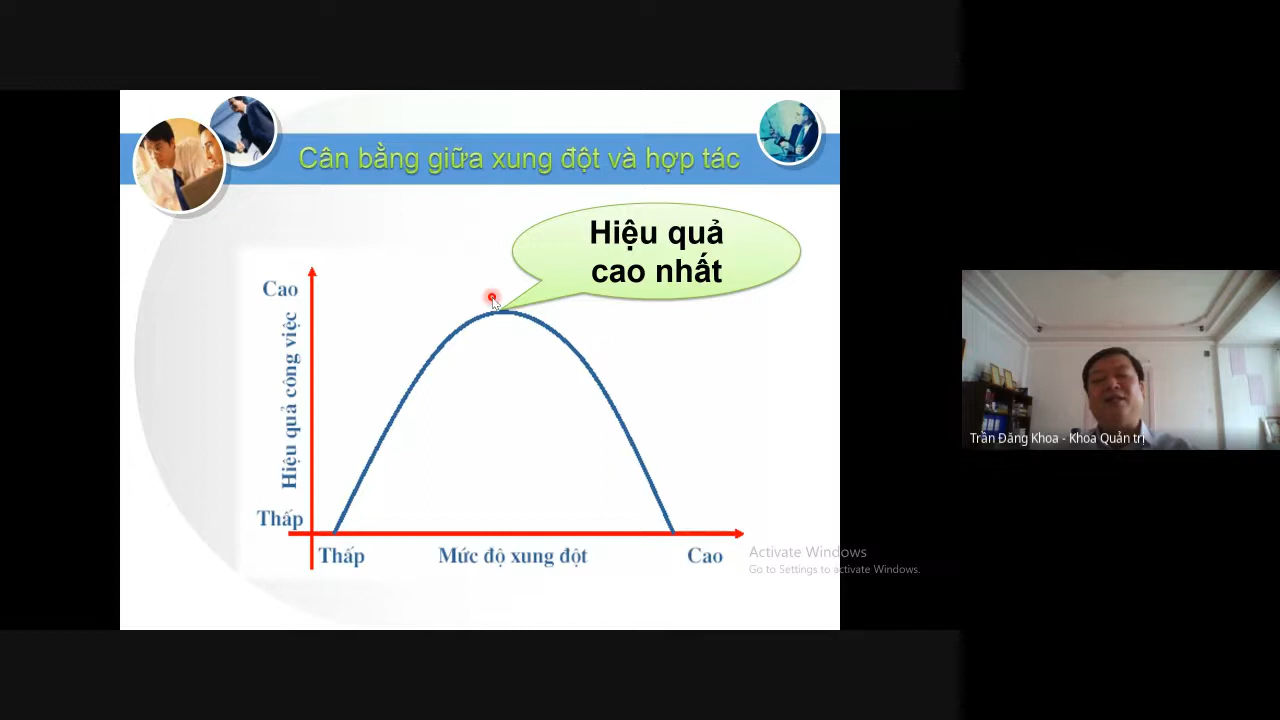 Cân bằng giữa xung đột và hợp tác
Hiệu quả
cao nhất
Cao
Hiệu quả công việc
Thấp
Thấp
Mức độ xung đột
Cao
Activate Windows
Go to Settings to activate Windows.
Trần Đăng Khoa - Khoa Quản trị